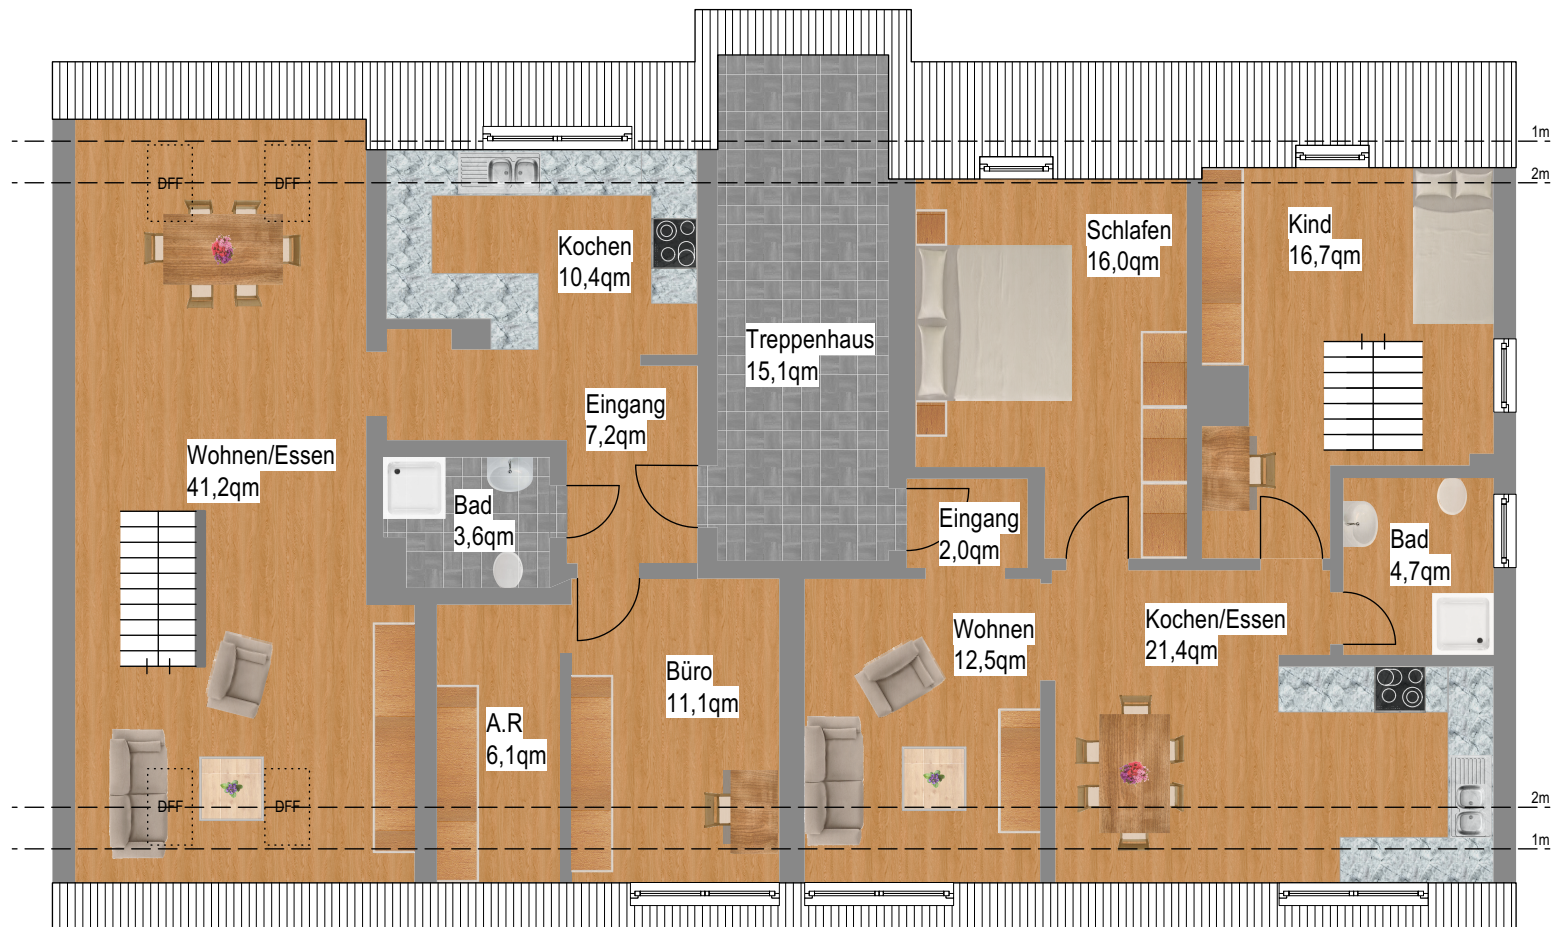 1m
2m
DFF
DFF
Kochen
10,4qm
Schlafen
16,0qm
Kind
16,7qm
Treppenhaus
15,1qm
Eingang
7,2qm
Wohnen/Essen
41,2qm
Bad
3,6qm
Eingang
2,0qm
Bad
4,7qm
Wohnen
12,5qm
Kochen/Essen
21,4qm
Büro
11,1qm
A.R
6,1qm
DFF
DFF
2m
1m